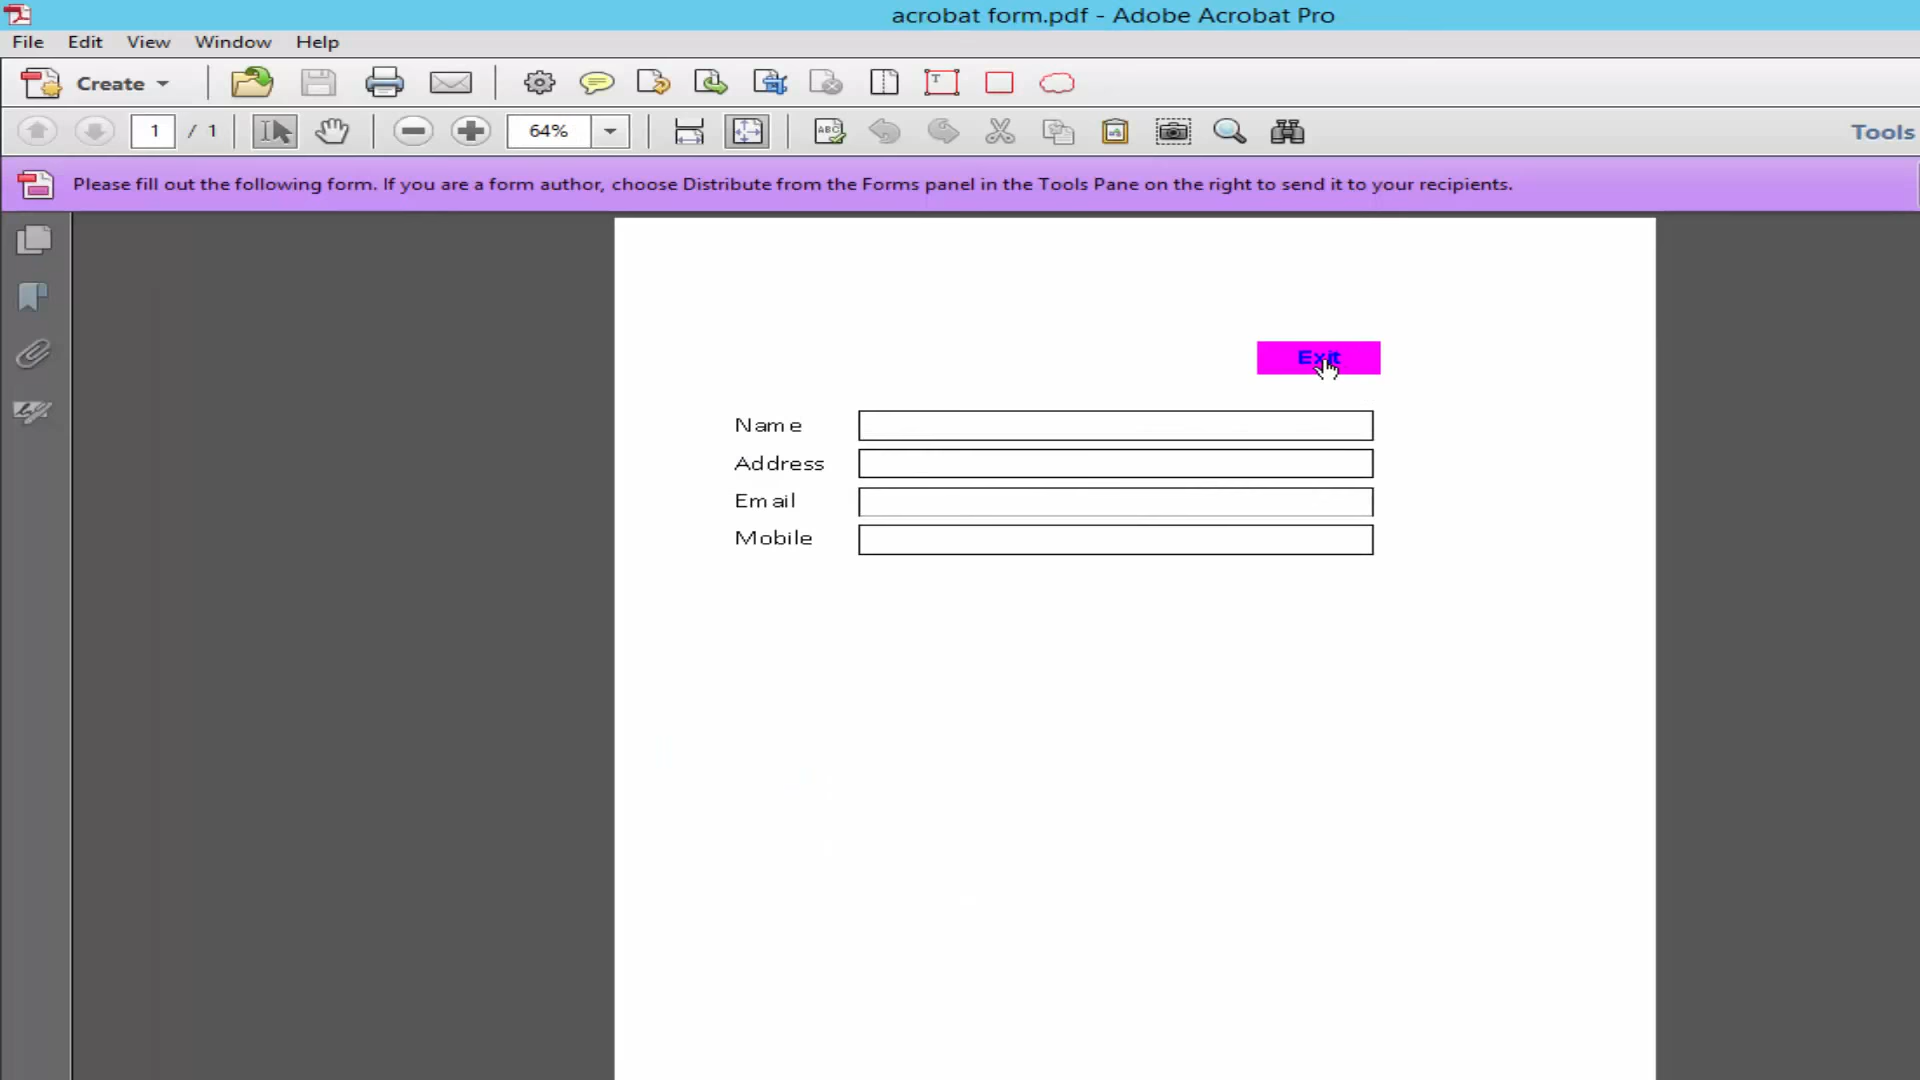 acrobat form.pdf - Adobe Acrobat Pro
File Edit View Window Help
Create
1 / 1 64% Tools
Please fill out the following form. If you are a form author, choose Distribute from the Forms panel in the Tools Pane on the right to send it to your recipients.
Exit
Name
Address
Email
Mobile